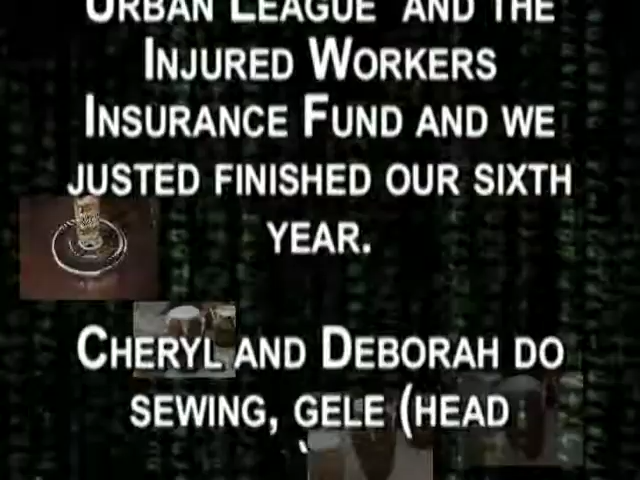 Urban League and the
Injured Workers
Insurance Fund and we
justed finished our sixth
year.
Cheryl and Deborah do
sewing, gele (head